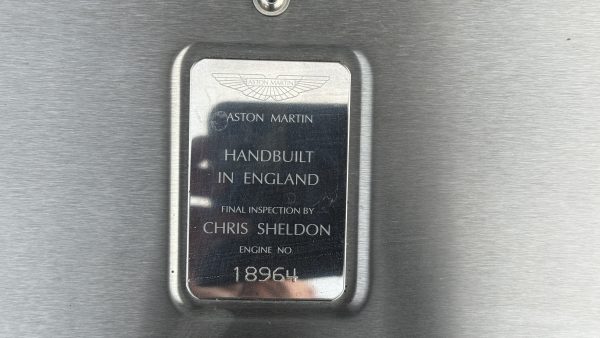 ASTON MARTIN
ASTON MARTIN
HANDBUILT
IN ENGLAND
FINAL INSPECTION BY
CHRIS SHELDON
ENGINE NO
18964